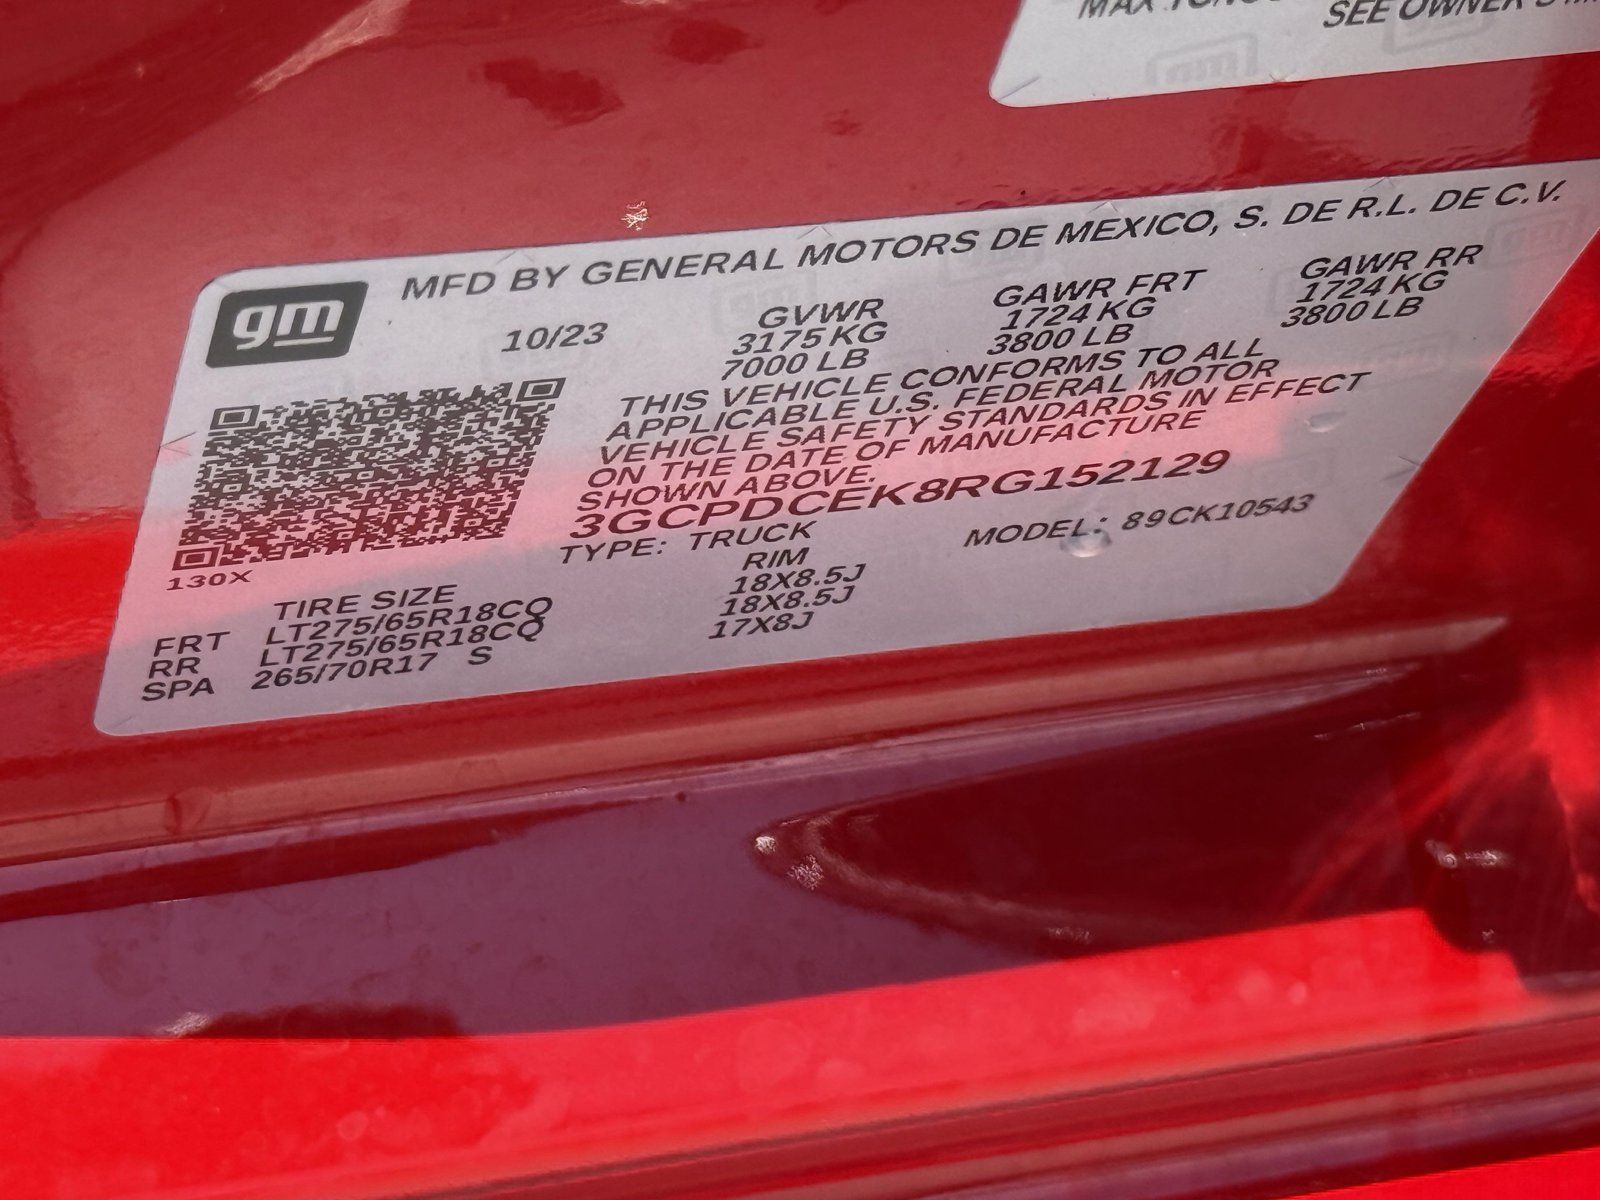 MAX TONGU
SEE OWNER'S
gm
MFD BY GENERAL MOTORS DE MEXICO, S. DE R.L. DE C.V.
10/23 GVWR GAWR FRT GAWR RR
3175 KG 1724 KG 1724 KG
7000 LB 3800 LB 3800 LB
THIS VEHICLE CONFORMS TO ALL
APPLICABLE U.S. FEDERAL MOTOR
VEHICLE SAFETY STANDARDS IN EFFECT
ON THE DATE OF MANUFACTURE
SHOWN ABOVE.
3GCPDCEK8RG152129
TYPE: TRUCK MODEL: 89CK10543
130X
TIRE SIZE RIM
FRT LT275/65R18CQ 18X8.5J
RR LT275/65R18CQ 18X8.5J
SPA 265/70R17 S 17X8J